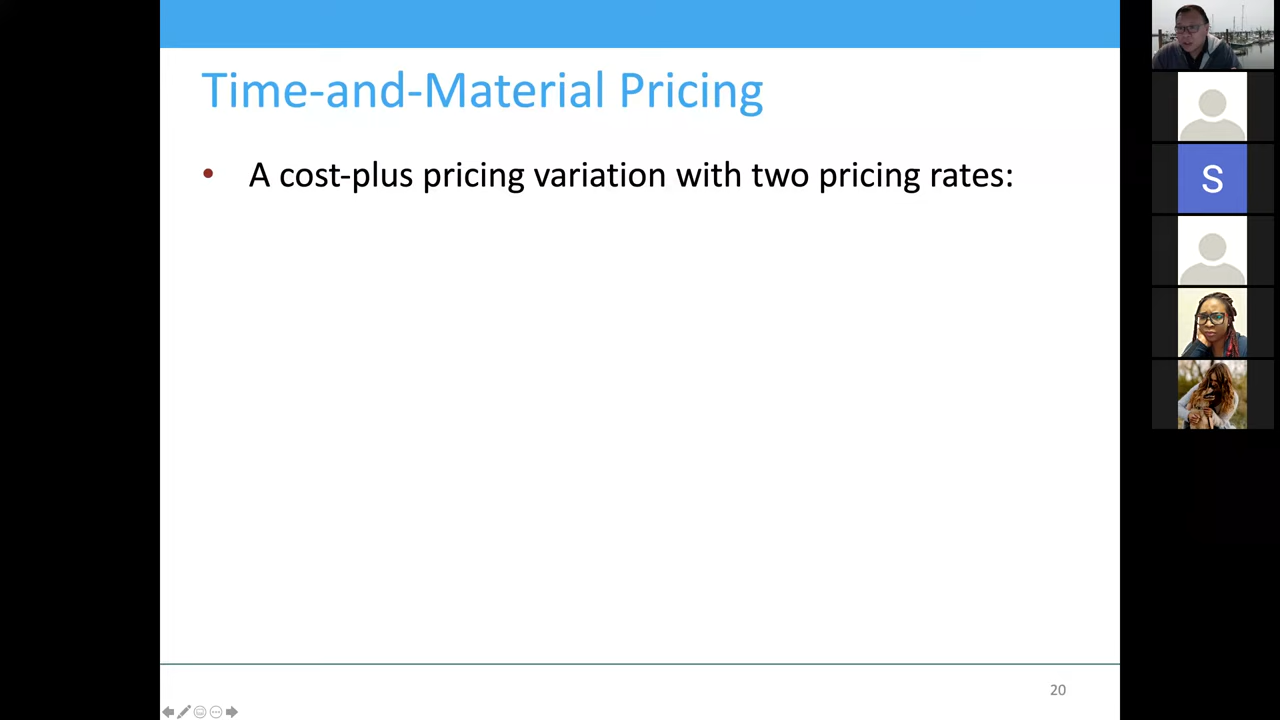 Time-and-Material Pricing
• A cost-plus pricing variation with two pricing rates:
S
20